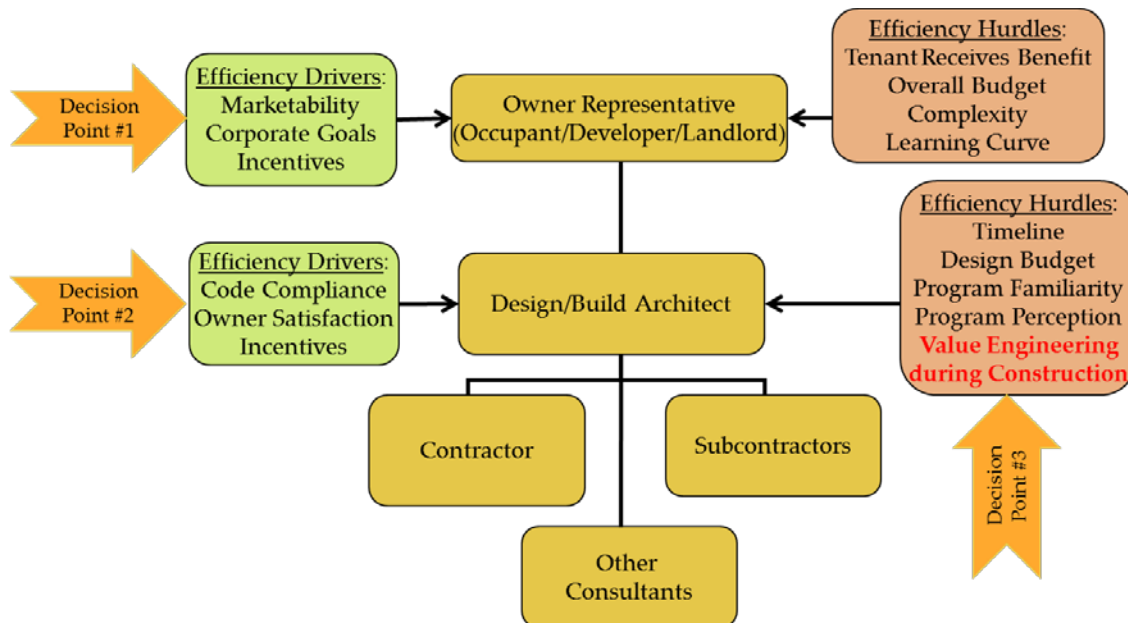 Decision
Point #1
Efficiency Drivers:
Marketability
Corporate Goals
Incentives
Owner Representative
(Occupant/Developer/Landlord)
Efficiency Hurdles:
Tenant Receives Benefit
Overall Budget
Complexity
Learning Curve
Decision
Point #2
Efficiency Drivers:
Code Compliance
Owner Satisfaction
Incentives
Design/Build Architect
Efficiency Hurdles:
Timeline
Design Budget
Program Familiarity
Program Perception
Value Engineering
during Construction
Contractor
Subcontractors
Decision
Point #3
Other
Consultants